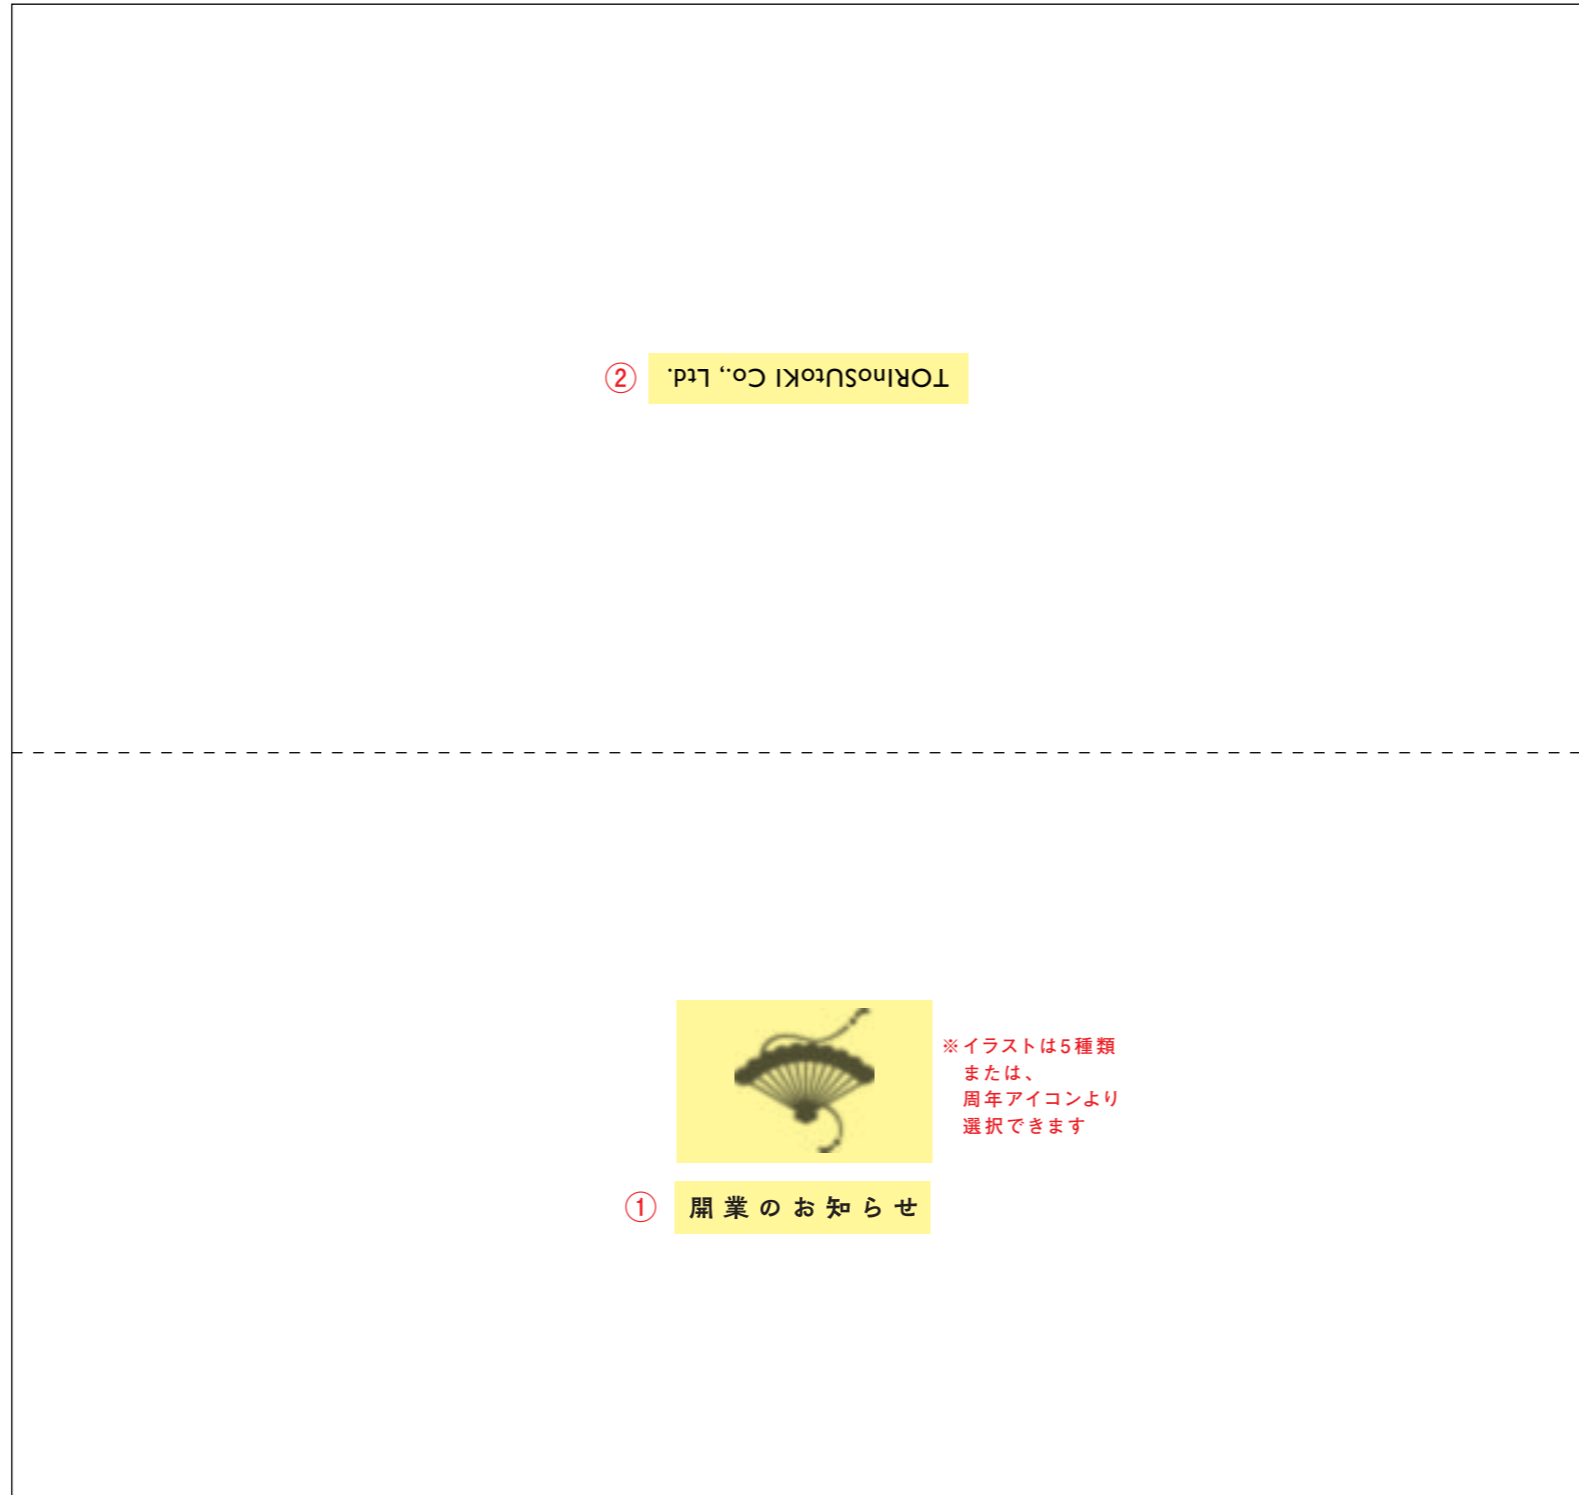 ② TORInoSUtoKI Co., Ltd.
※イラストは5種類
または、
周年アイコンより
選択できます
① 開業のお知らせ